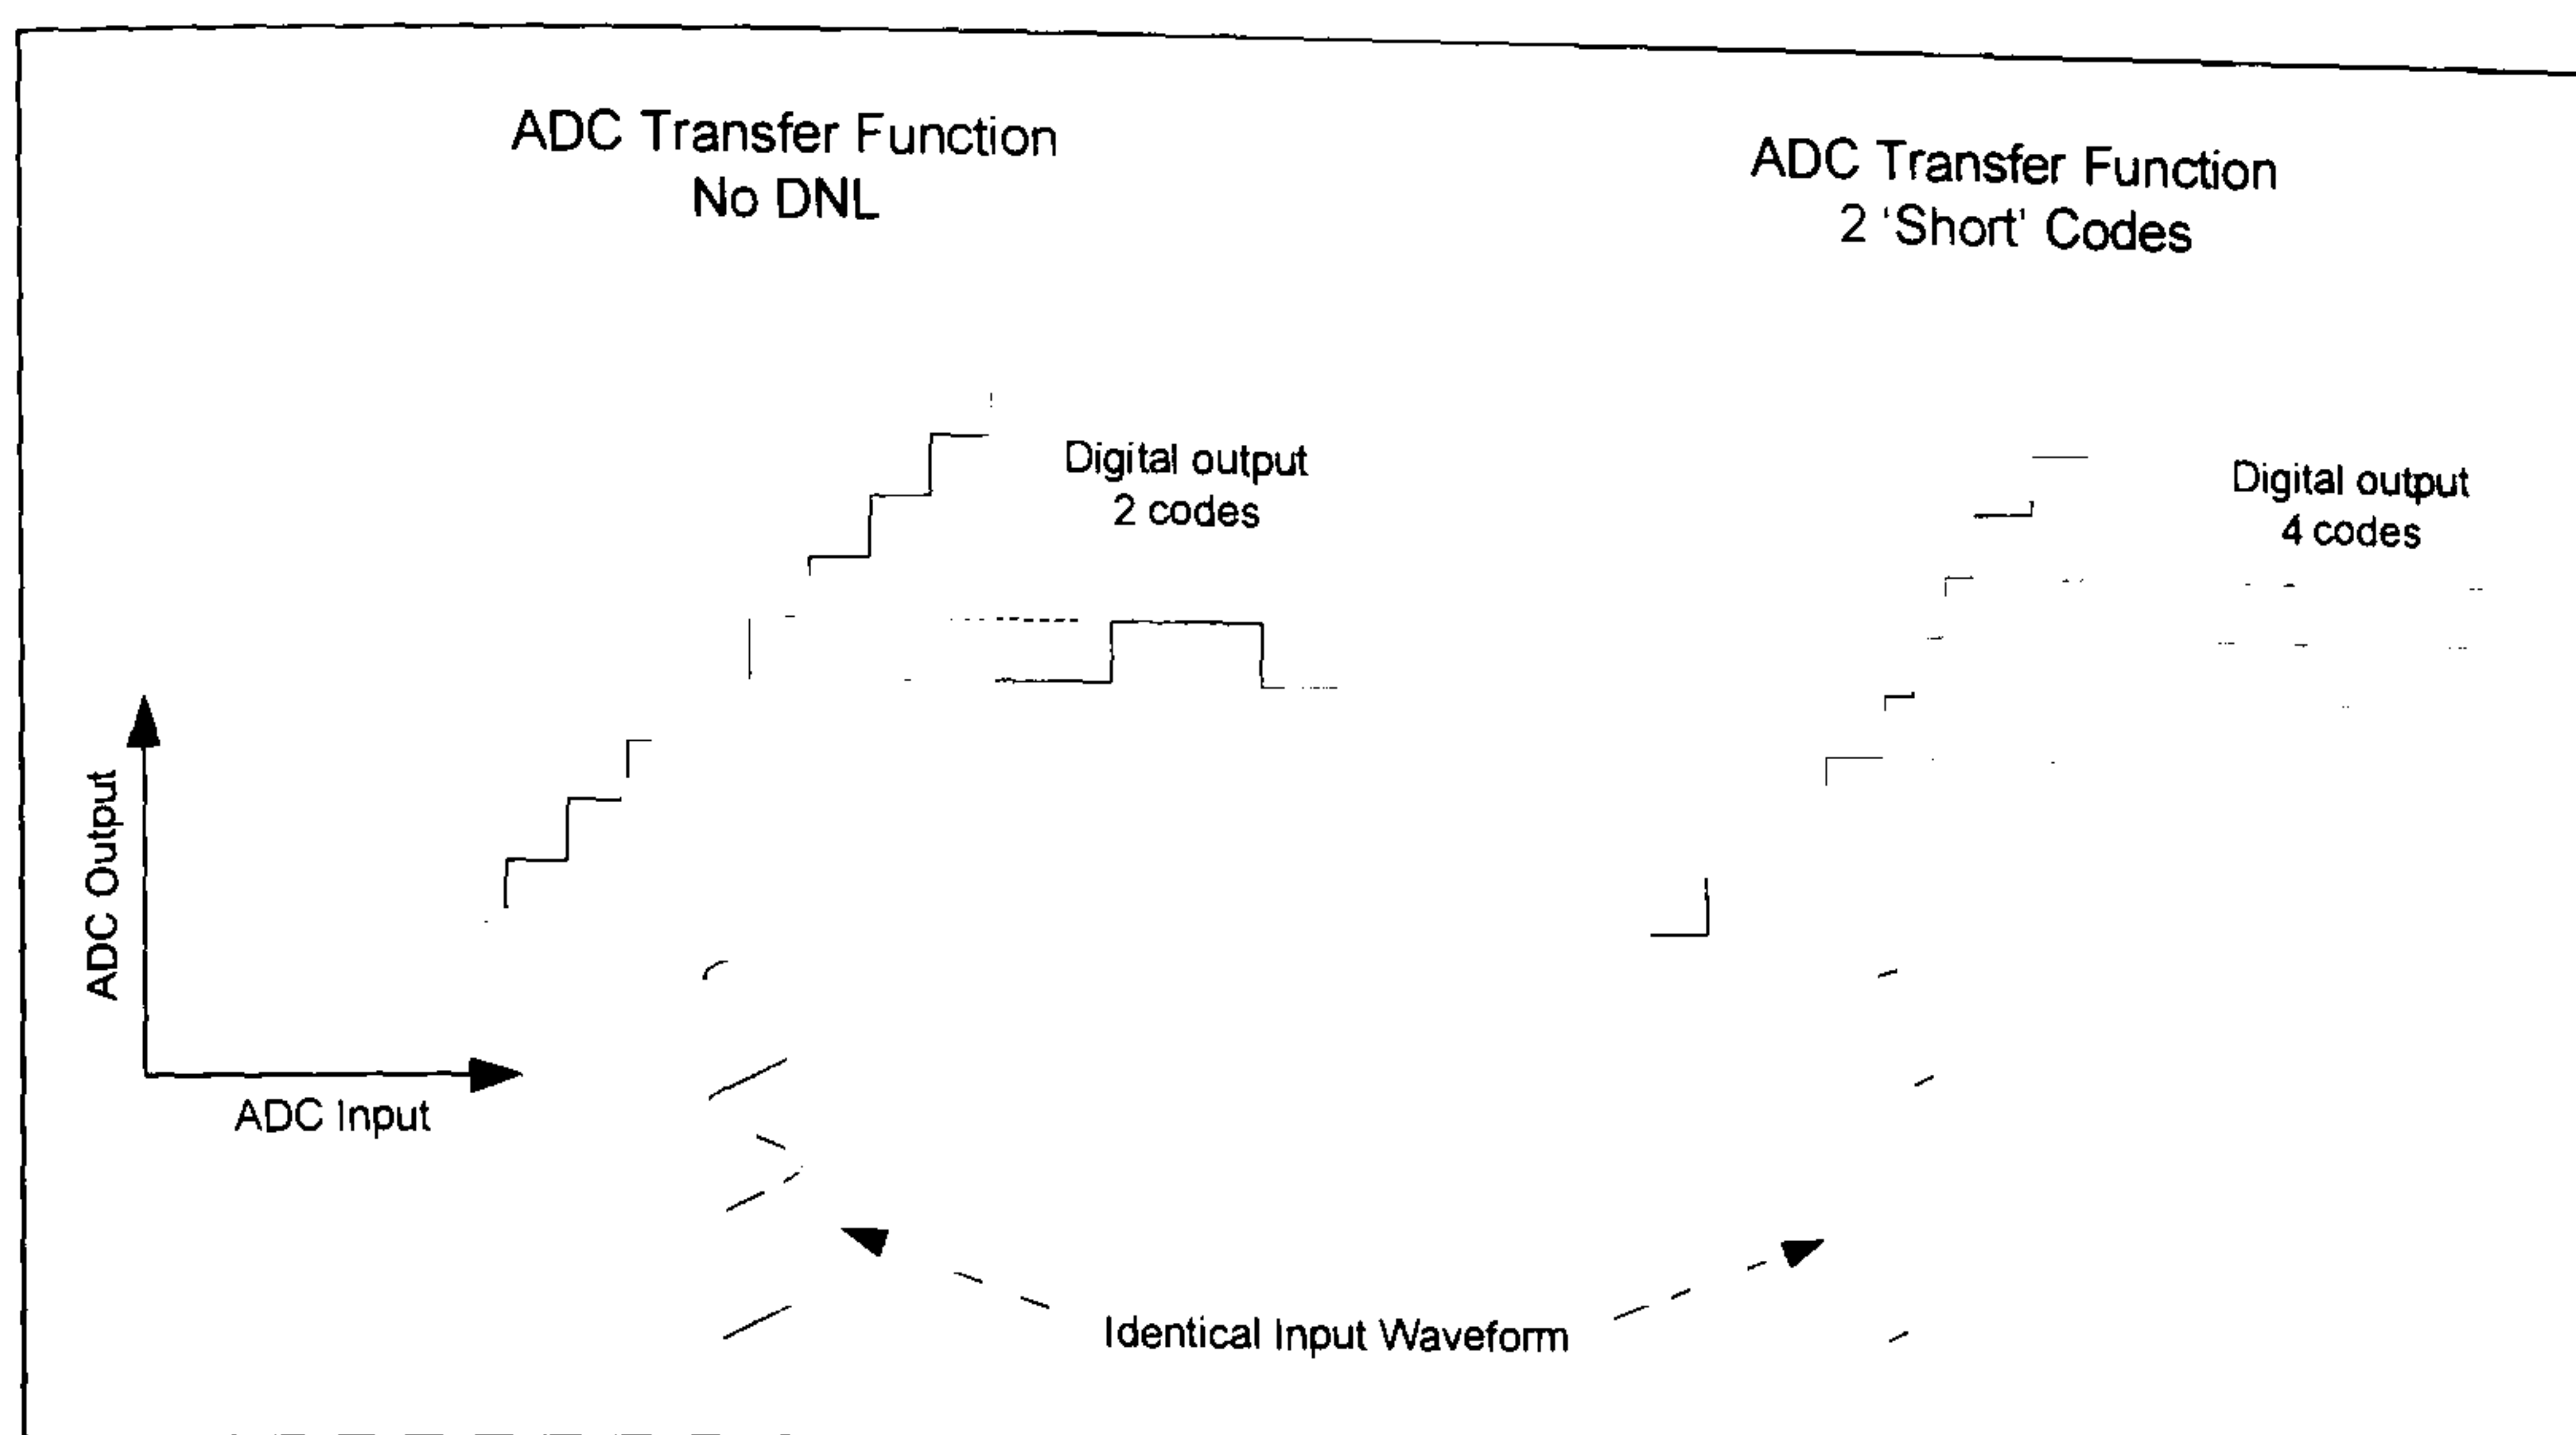 ADC Transfer Function
No DNL
ADC Transfer Function
2 'Short' Codes
Digital output
2 codes
Digital output
4 codes
ADC Output
ADC Input
Identical Input Waveform